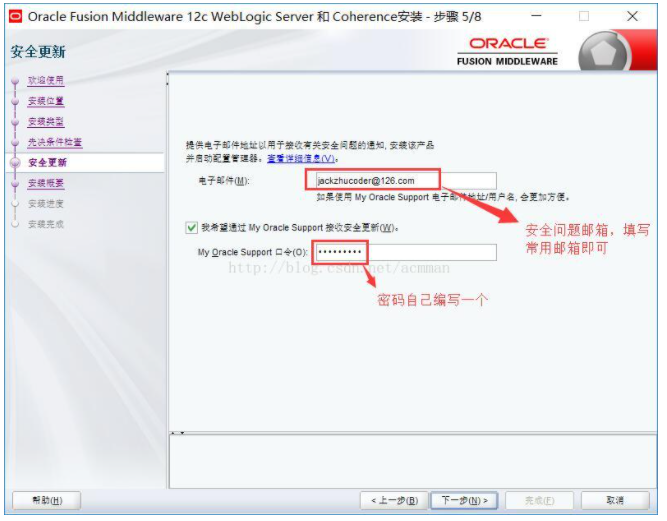 Oracle Fusion Middleware 12c WebLogic Server 和 Coherence安装 - 步骤 5/8
安全更新
ORACLE
FUSION MIDDLEWARE
欢迎使用
安装位置
安装类型
先决条件检查
安全更新
安装概要
安装进度
安装完成
提供电子邮件地址以用于接收有关安全问题的通知, 安装该产品
并启动配置管理器。查看详细信息(V)。
电子邮件(M):
jackzhucoder@126.com
如果使用 My Oracle Support 电子邮件地址/用户名, 会更加方便。
我希望通过 My Oracle Support 接收安全更新(W)。
My Oracle Support 口令(O):
•••••••••
安全问题邮箱，填写
常用邮箱即可
http://blog.csdn.net/acmman
密码自己编写一个
帮助(H)
< 上一步(B)
下一步(N) >
完成(F)
取消